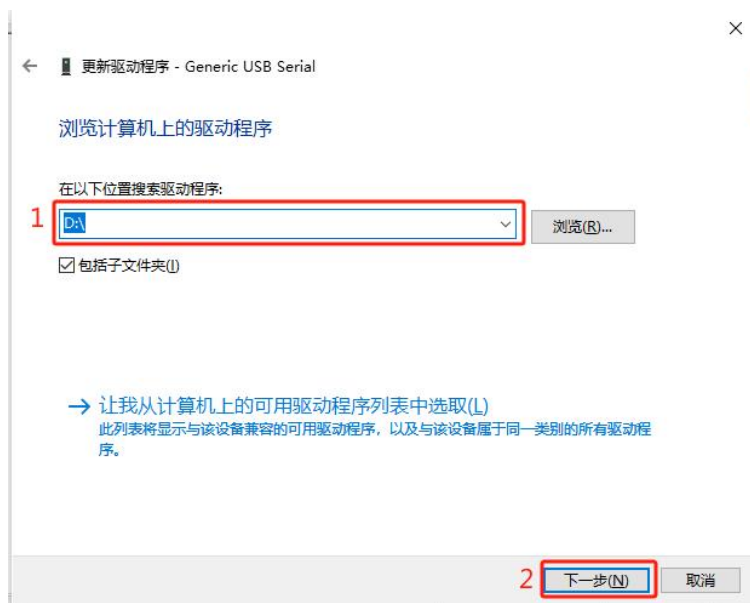 更新驱动程序 - Generic USB Serial
浏览计算机上的驱动程序
在以下位置搜索驱动程序:
1
D:\
浏览(R)...
包括子文件夹(I)
让我从计算机上的可用驱动程序列表中选取(L)
此列表将显示与该设备兼容的可用驱动程序，以及与该设备属于同一类别的所有驱动程
序。
2
下一步(N)
取消